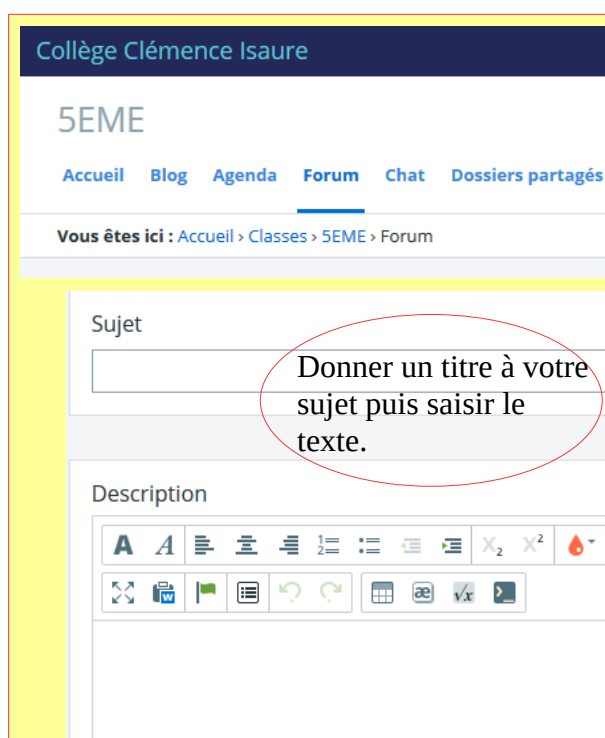 Collège Clémence Isaure
5EME
Accueil Blog Agenda Forum Chat Dossiers partagés
Vous êtes ici : Accueil › Classes › 5EME › Forum
Sujet
Donner un titre à votre
sujet puis saisir le
texte.
Description